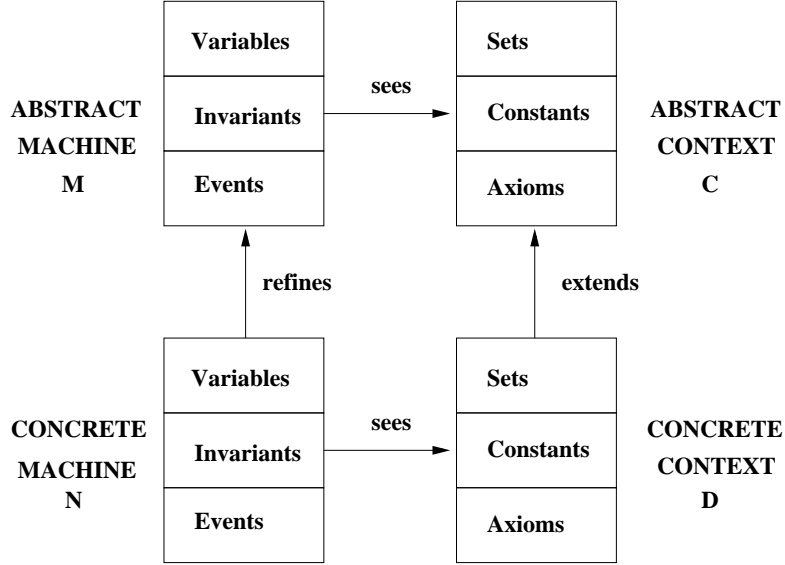 Variables
Sets
sees
ABSTRACT
MACHINE
M
Invariants
Constants
ABSTRACT
CONTEXT
C
Events
Axioms
refines
extends
Variables
Sets
sees
CONCRETE
MACHINE
N
Invariants
Constants
CONCRETE
CONTEXT
D
Events
Axioms